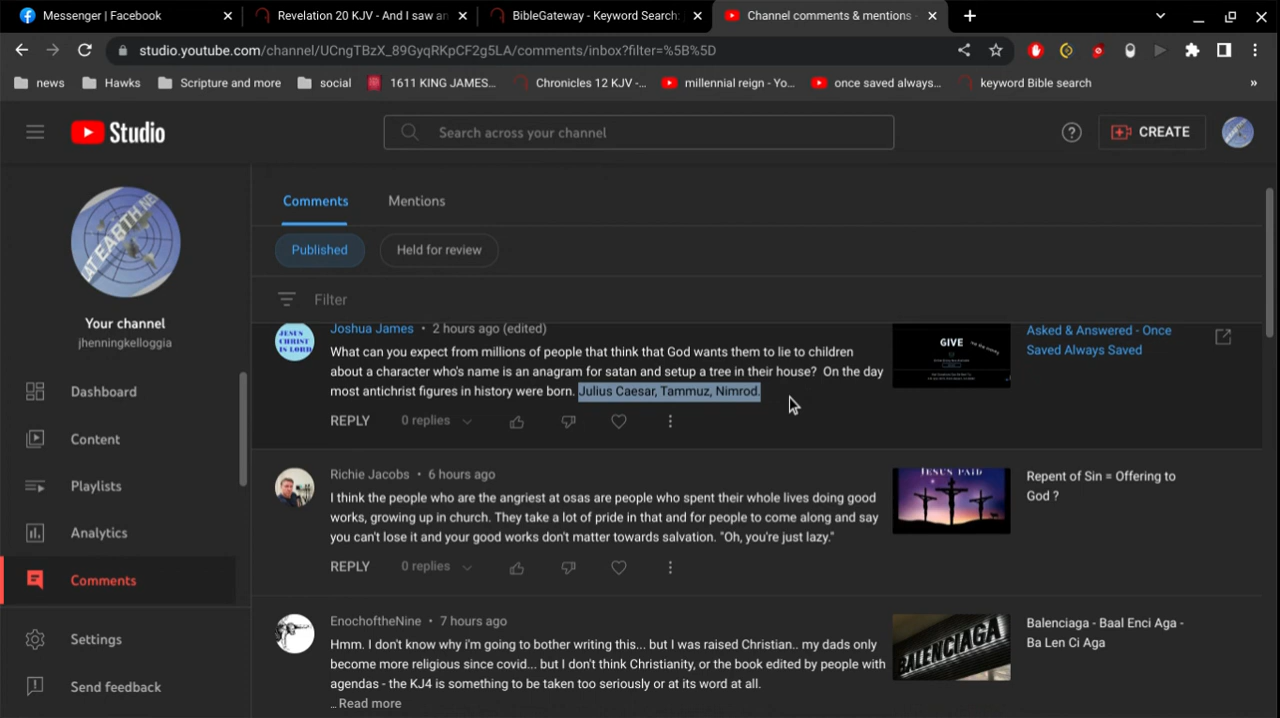 Messenger | Facebook
Revelation 20 KJV - And I saw an
BibleGateway - Keyword Search:
Channel comments & mentions -
studio.youtube.com/channel/UCngTBzX_89GyqRKpCF2g5LA/comments/inbox?filter=%5B%5D
news
Hawks
Scripture and more
social
1611 KING JAMES...
Chronicles 12 KJV -...
millennial reign - Yo...
once saved always...
keyword Bible search
»
Studio
Search across your channel
CREATE
Your channel
jhenningkelloggia
Dashboard
Content
Playlists
Analytics
Comments
Settings
Send feedback
Comments
Mentions
Published
Held for review
Filter
Joshua James • 2 hours ago (edited)
What can you expect from millions of people that think that God wants them to lie to children
about a character who's name is an anagram for satan and setup a tree in their house? On the day
most antichrist figures in history were born. Julius Caesar, Tammuz, Nimrod.
REPLY 0 replies
JESUS
CHRIST
IS LORD
GIVE
Asked & Answered - Once
Saved Always Saved
Richie Jacobs • 6 hours ago
I think the people who are the angriest at osas are people who spent their whole lives doing good
works, growing up in church. They take a lot of pride in that and for people to come along and say
you can't lose it and your good works don't matter towards salvation. "Oh, you're just lazy."
REPLY 0 replies
JESUS PAID
Repent of Sin = Offering to
God ?
EnochoftheNine • 7 hours ago
Hmm. I don't know why i'm going to bother writing this... but I was raised Christian.. my dads only
become more religious since covid... but I don't think Christianity, or the book edited by people with
agendas - the KJ4 is something to be taken too seriously or at its word at all.
... Read more
BALENCIAGA
Balenciaga - Baal Enci Aga -
Ba Len Ci Aga